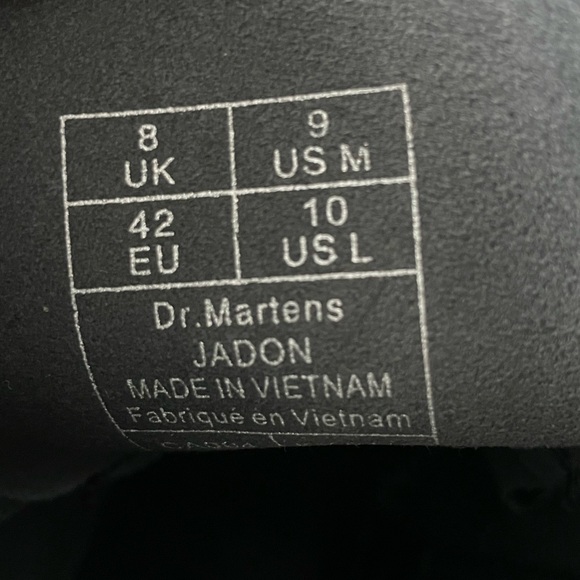 8
UK
9
US M
42
EU
10
US L
Dr.Martens
JADON
MADE IN VIETNAM
Fabriqué en Vietnam